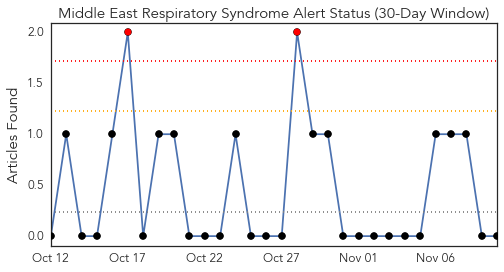 Middle East Respiratory Syndrome Alert Status (30-Day Window)
Articles Found
2.0
1.5
1.0
0.5
0.0
Oct 12 Oct 17 Oct 22 Oct 27 Nov 01 Nov 06